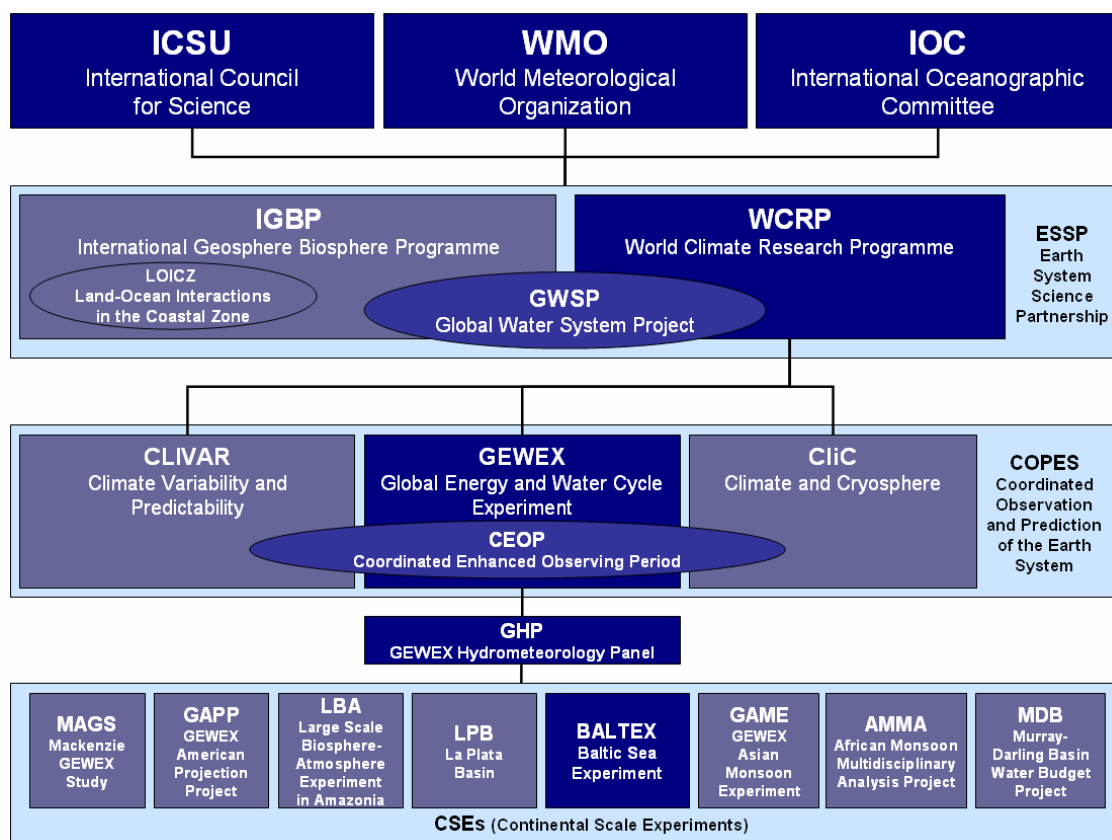 ICSU
International Council
for Science
WMO
World Meteorological
Organization
IOC
International Oceanographic
Committee
IGBP
International Geosphere Biosphere Programme
LOICZ
Land-Ocean Interactions
in the Coastal Zone
WCRP
World Climate Research Programme
GWSP
Global Water System Project
ESSP
Earth
System
Science
Partnership
CLIVAR
Climate Variability and
Predictability
GEWEX
Global Energy and Water Cycle
Experiment
CliC
Climate and Cryosphere
CEOP
Coordinated Enhanced Observing Period
COPES
Coordinated
Observation
and Prediction
of the Earth
System
GHP
GEWEX Hydrometeorology Panel
MAGS
Mackenzie
GEWEX
Study
GAPP
GEWEX
American
Projection
Project
LBA
Large Scale
Biosphere-
Atmosphere
Experiment
in Amazonia
LPB
La Plata
Basin
BALTEX
Baltic Sea
Experiment
GAME
GEWEX
Asian
Monsoon
Experiment
AMMA
African Monsoon
Multidisciplinary
Analysis Project
MDB
Murray-
Darling Basin
Water Budget
Project
CSEs (Continental Scale Experiments)